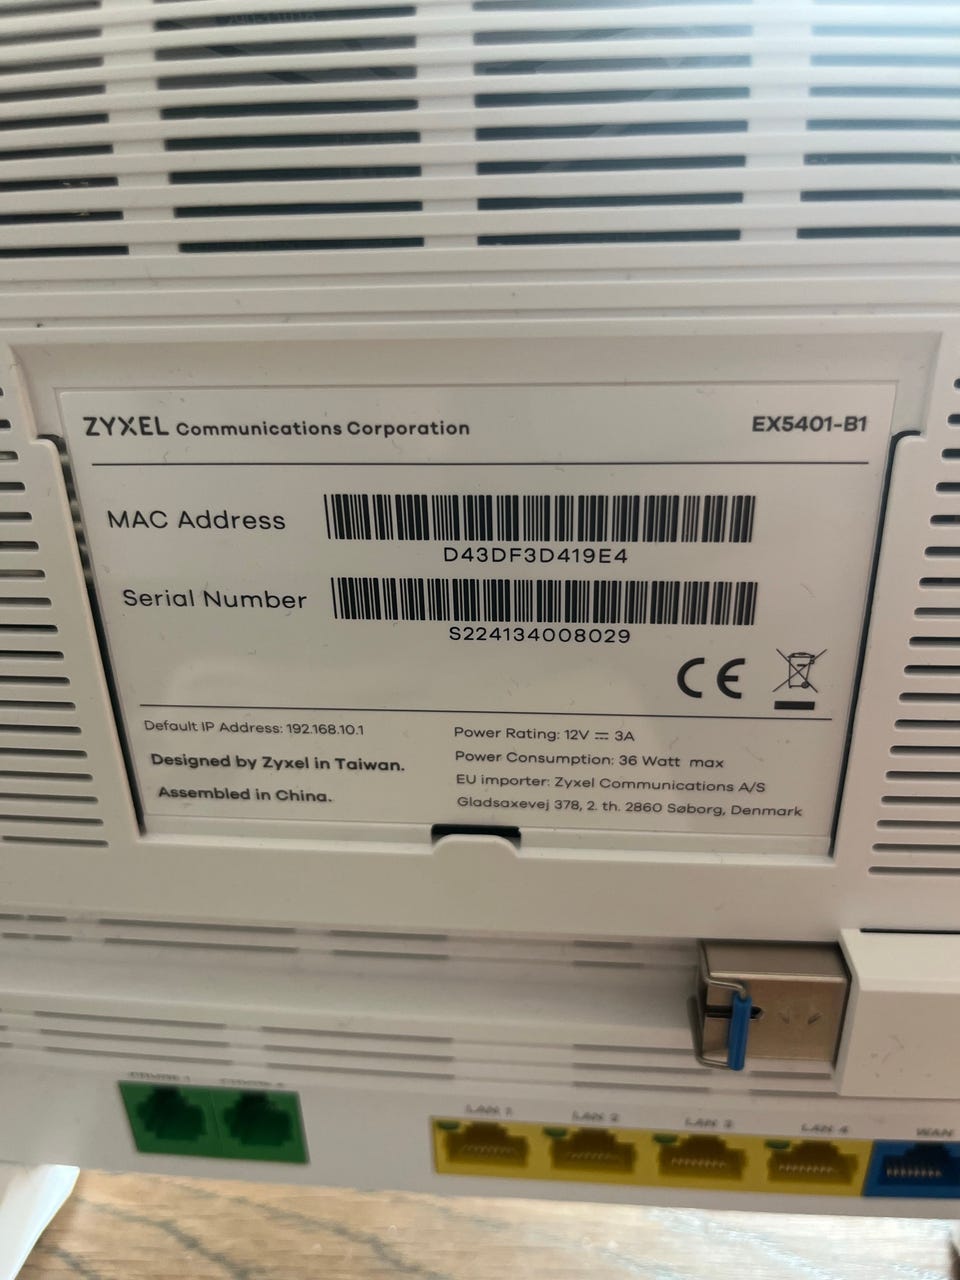 ZYXEL Communications Corporation
EX5401-B1
MAC Address
D43DF3D419E4
Serial Number
S224134008029
CE
Default IP Address: 192.168.10.1
Designed by Zyxel in Taiwan.
Assembled in China.
Power Rating: 12V ⎓ 3A
Power Consumption: 36 Watt max
EU importer: Zyxel Communications A/S
Gladsaxevej 378, 2. th. 2860 Søborg, Denmark
LAN 1
LAN 2
LAN 3
LAN 4
WAN